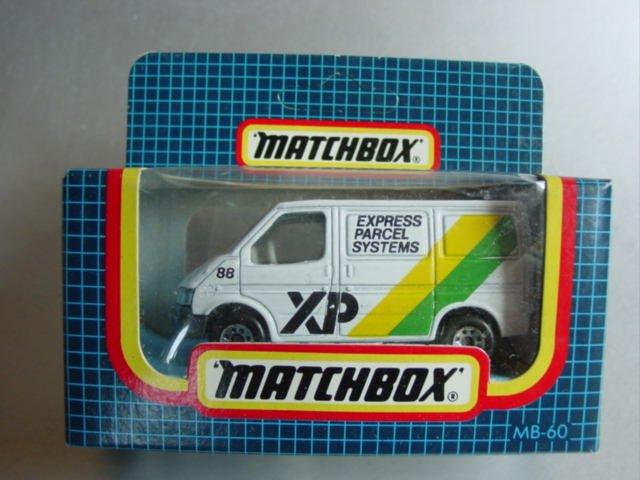 MATCHBOX®
EXPRESS
PARCEL
SYSTEMS
88
XP
MATCHBOX®
MB-60